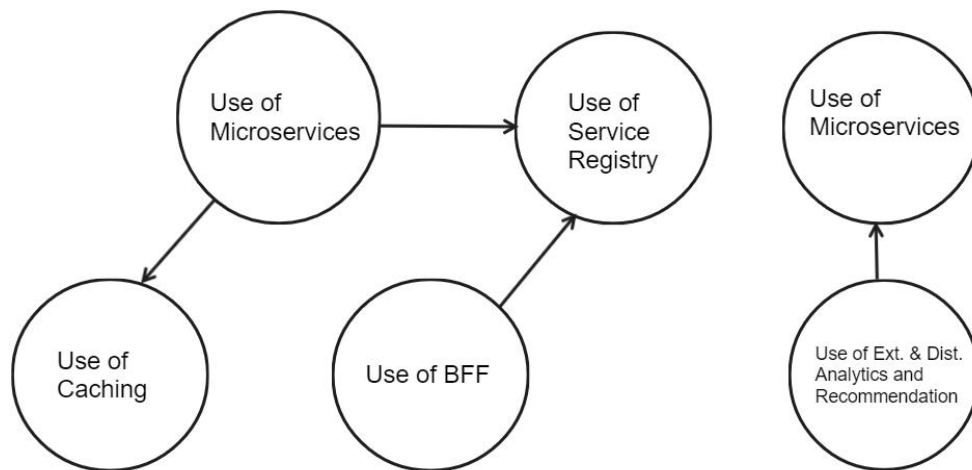 Use of
Microservices
Use of
Service
Registry
Use of
Microservices
Use of
Caching
Use of BFF
Use of Ext. & Dist.
Analytics and
Recommendation